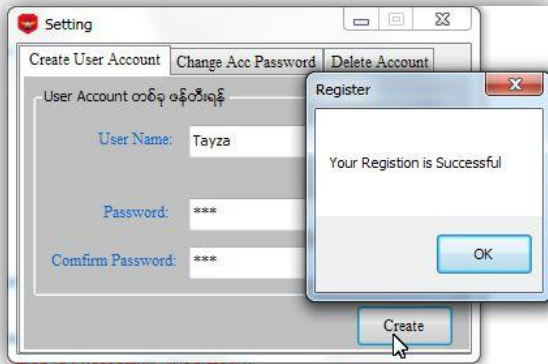 Setting
Create User Account
Change Acc Password
Delete Account
User Account တစ်ခု ဖန်တီးရန်
User Name:
Tayza
Password:
***
Comfirm Password:
***
Create
Register
X
Your Registion is Successful
OK